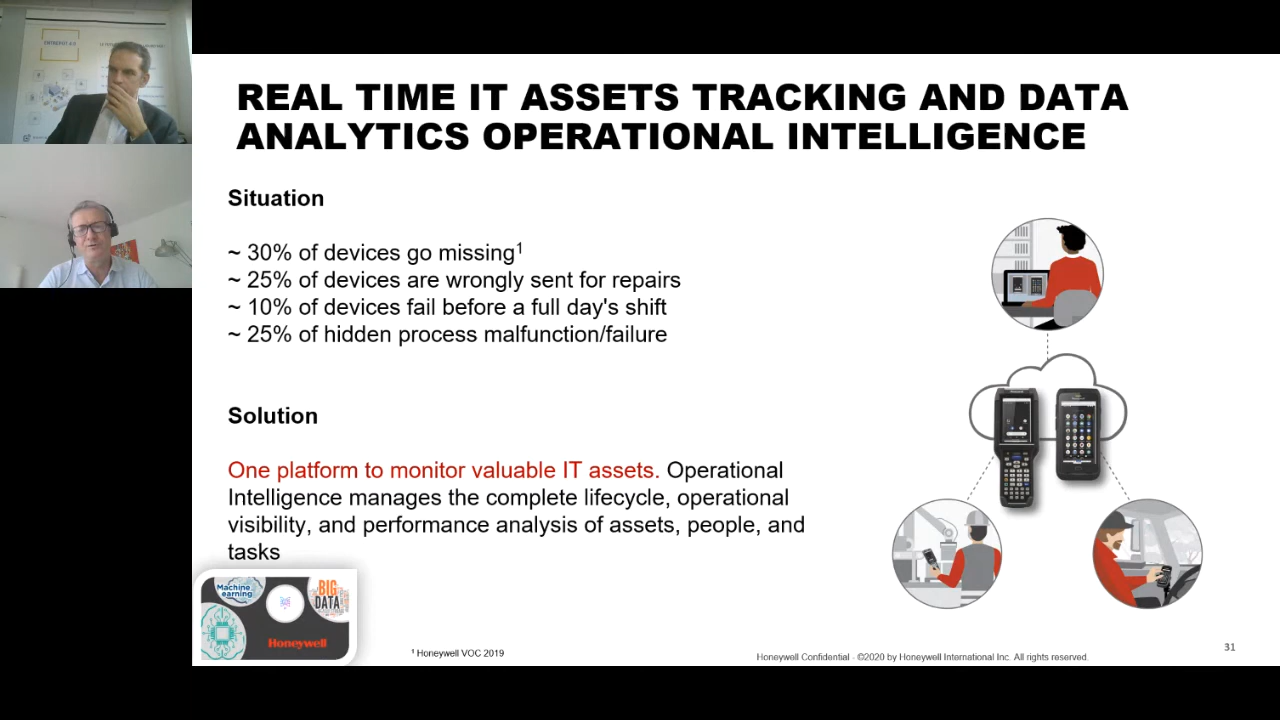 ENTREPOT 4.0
REAL TIME IT ASSETS TRACKING AND DATA
ANALYTICS OPERATIONAL INTELLIGENCE
Situation
~ 30% of devices go missing¹
~ 25% of devices are wrongly sent for repairs
~ 10% of devices fail before a full day's shift
~ 25% of hidden process malfunction/failure
Solution
One platform to monitor valuable IT assets. Operational
Intelligence manages the complete lifecycle, operational
visibility, and performance analysis of assets, people, and
tasks
Machine
learning
BIG
DATA
Honeywell
¹ Honeywell VOC 2019
Honeywell Confidential - ©2020 by Honeywell International Inc. All rights reserved.
31